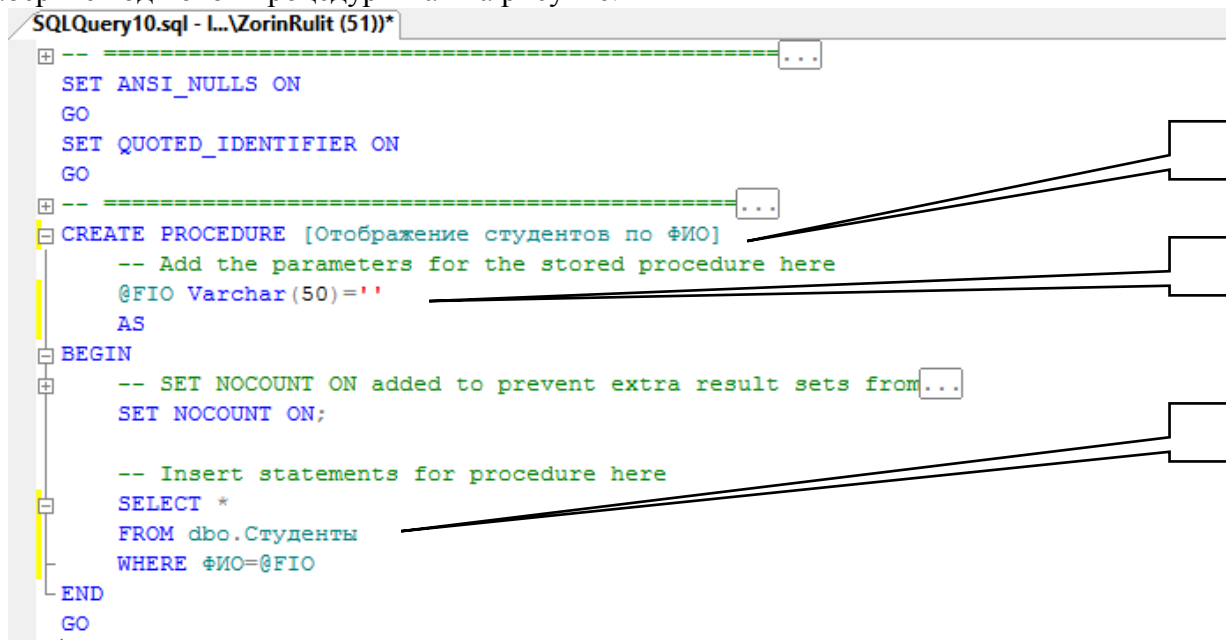 SQLQuery10.sql - l...\ZorinRulit (51))*
-- ================================================...
SET ANSI_NULLS ON
GO
SET QUOTED_IDENTIFIER ON
GO
-- =============================================...
CREATE PROCEDURE [Отображение студентов по ФИО]
-- Add the parameters for the stored procedure here
@FIO Varchar(50)=''
AS
BEGIN
-- SET NOCOUNT ON added to prevent extra result sets from...
SET NOCOUNT ON;
-- Insert statements for procedure here
SELECT *
FROM dbo.Студенты
WHERE ФИО=@FIO
END
GO